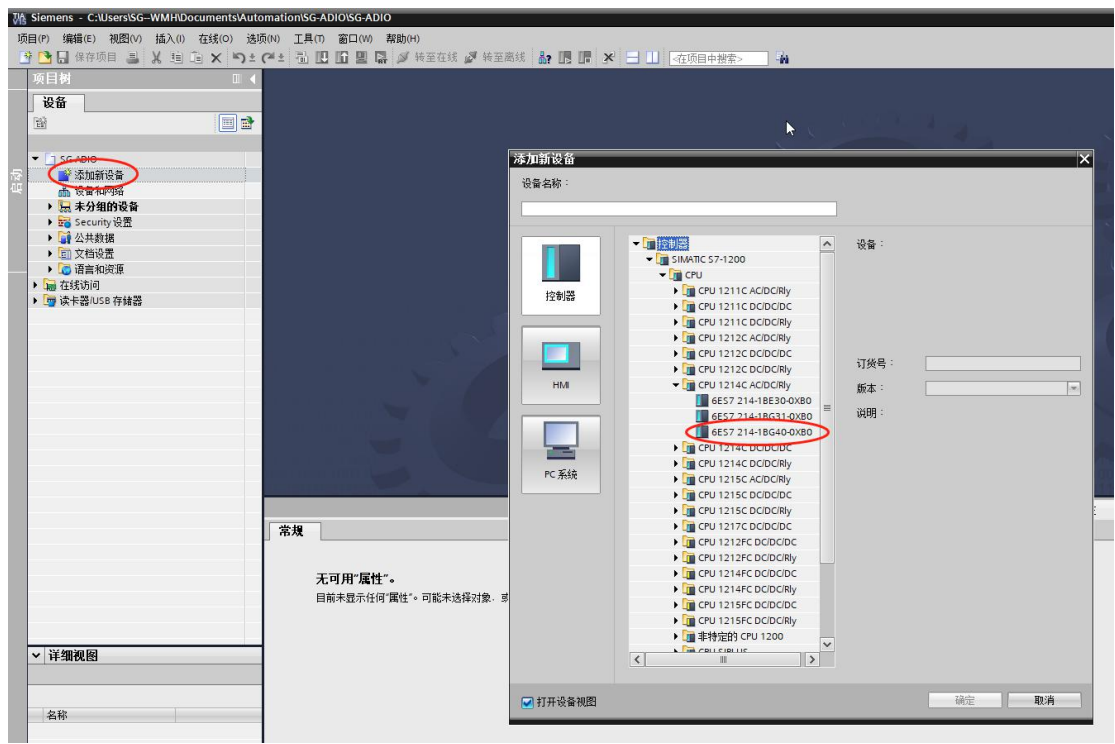 Siemens - C:\Users\SG--WMH\Documents\Automation\SG-ADIO\SG-ADIO
项目(P) 编辑(E) 视图(V) 插入(I) 在线(O) 选项(N) 工具(T) 窗口(W) 帮助(H)
保存项目 转至在线 转至离线 <在项目中搜索>
项目树
设备
启动
SG-ADIO
添加新设备
设备和网络
未分组的设备
Security 设置
公共数据
文档设置
语言和资源
在线访问
读卡器/USB 存储器
详细视图
名称
常规
无可用"属性"。
目前未显示任何"属性"。可能未选择对象,或
添加新设备
设备名称:
控制器
HMI
PC 系统
控制器
SIMATIC S7-1200
CPU
CPU 1211C AC/DC/Rly
CPU 1211C DC/DC/DC
CPU 1211C DC/DC/Rly
CPU 1212C AC/DC/Rly
CPU 1212C DC/DC/DC
CPU 1212C DC/DC/Rly
CPU 1214C AC/DC/Rly
6ES7 214-1BE30-0XB0
6ES7 214-1BG31-0XB0
6ES7 214-1BG40-0XB0
CPU 1214C DC/DC/DC
CPU 1214C DC/DC/Rly
CPU 1215C AC/DC/Rly
CPU 1215C DC/DC/DC
CPU 1215C DC/DC/Rly
CPU 1217C DC/DC/DC
CPU 1212FC DC/DC/DC
CPU 1212FC DC/DC/Rly
CPU 1214FC DC/DC/DC
CPU 1214FC DC/DC/Rly
CPU 1215FC DC/DC/DC
CPU 1215FC DC/DC/Rly
非特定的 CPU 1200
CPU SIPLUS
设备:
订货号:
版本:
说明:
打开设备视图
确定 取消